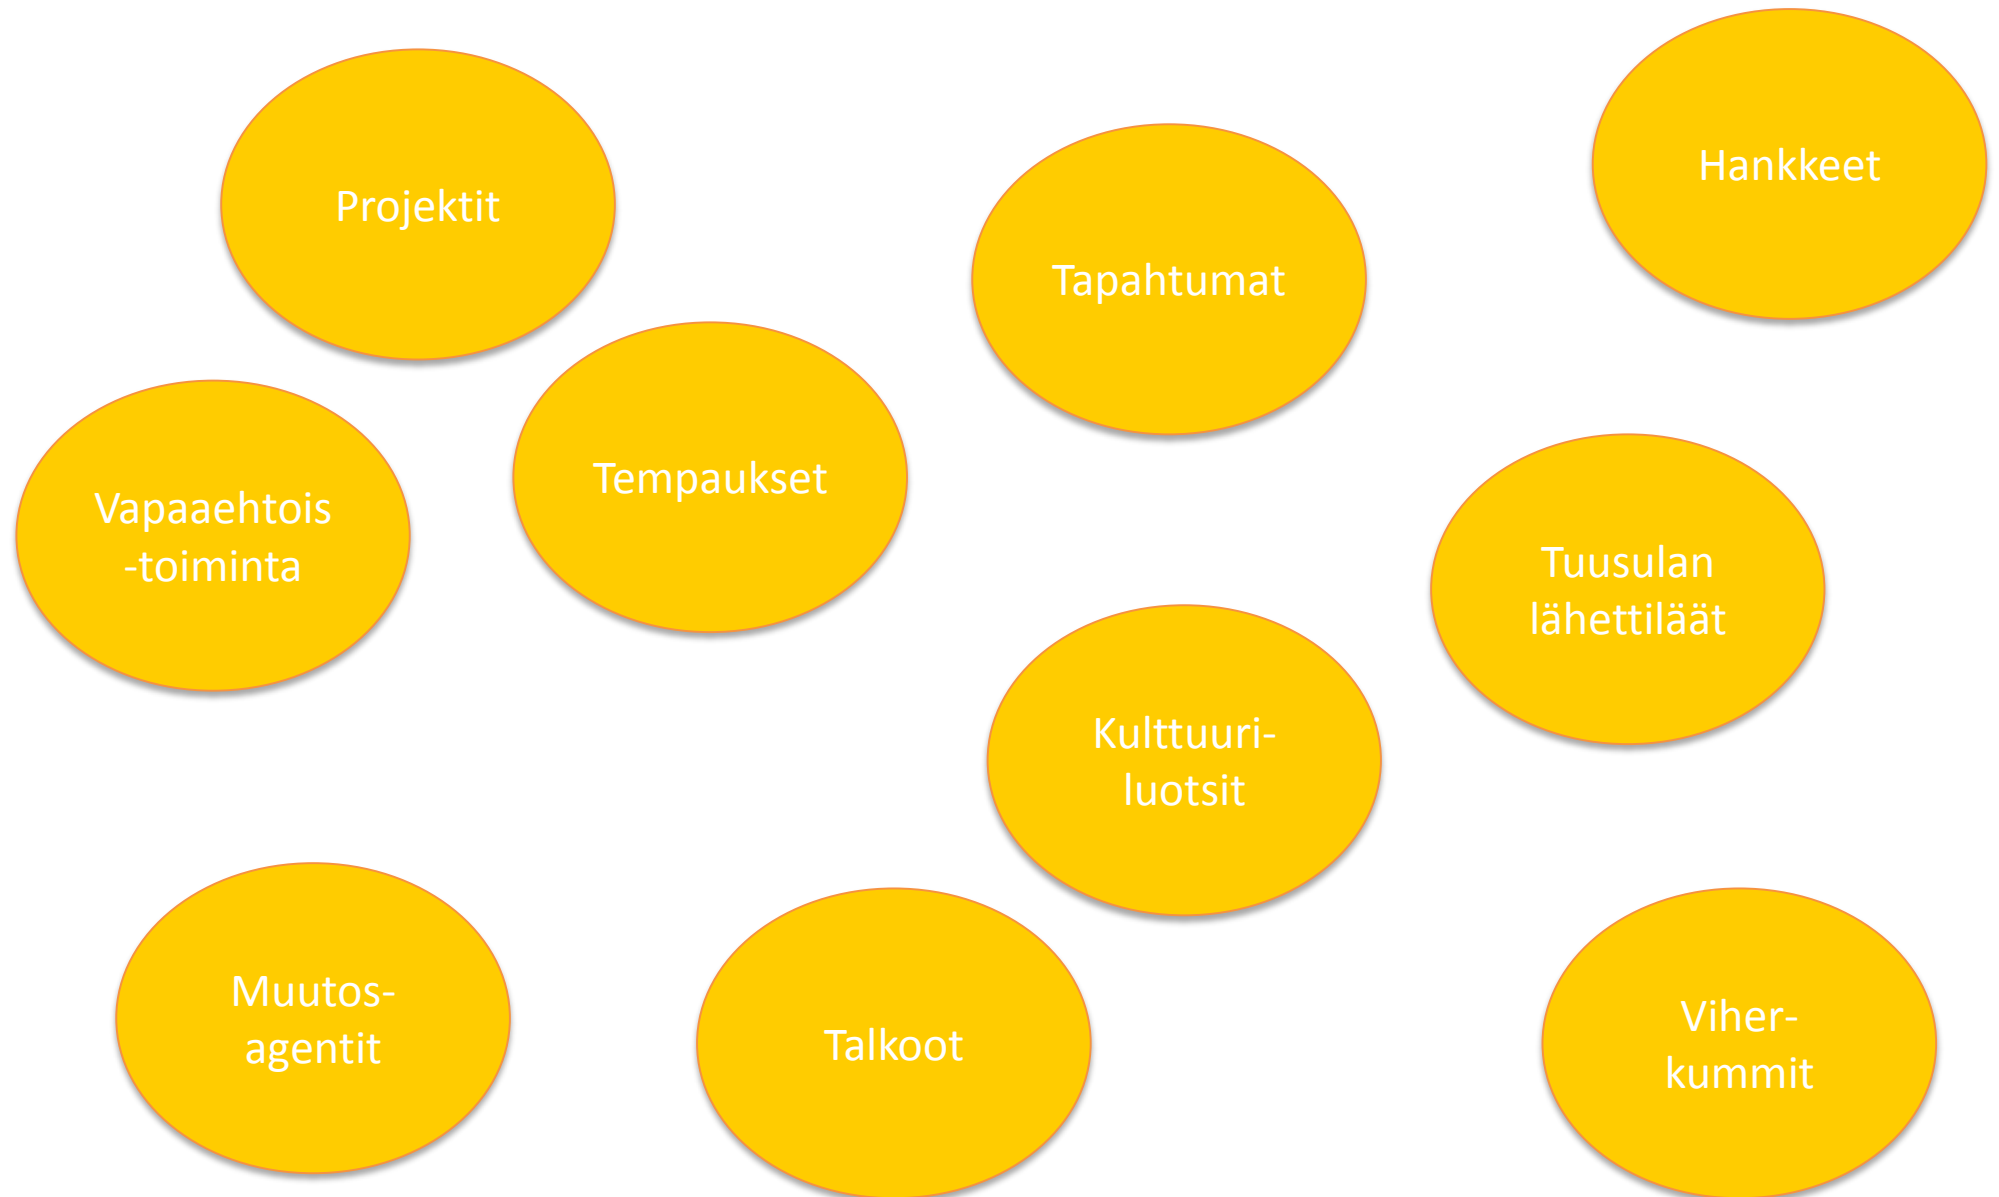 Hankkeet
Projektit
Tapahtumat
Tempaukset
Vapaaehtois
-toiminta
Tuusulan
lähettiläät
Kulttuuri-
luotsit
Muutos-
agentit
Talkoot
Viher-
kummit